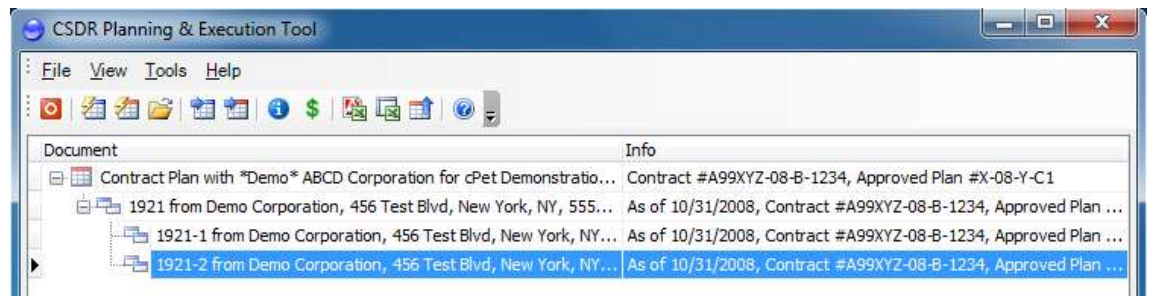 CSDR Planning & Execution Tool
File View Tools Help
Document Info
Contract Plan with *Demo* ABCD Corporation for cPet Demonstratio... Contract #A99XYZ-08-B-1234, Approved Plan #X-08-Y-C1
1921 from Demo Corporation, 456 Test Blvd, New York, NY, 555... As of 10/31/2008, Contract #A99XYZ-08-B-1234, Approved Plan ...
1921-1 from Demo Corporation, 456 Test Blvd, New York, NY... As of 10/31/2008, Contract #A99XYZ-08-B-1234, Approved Plan ...
1921-2 from Demo Corporation, 456 Test Blvd, New York, NY... As of 10/31/2008, Contract #A99XYZ-08-B-1234, Approved Plan ...